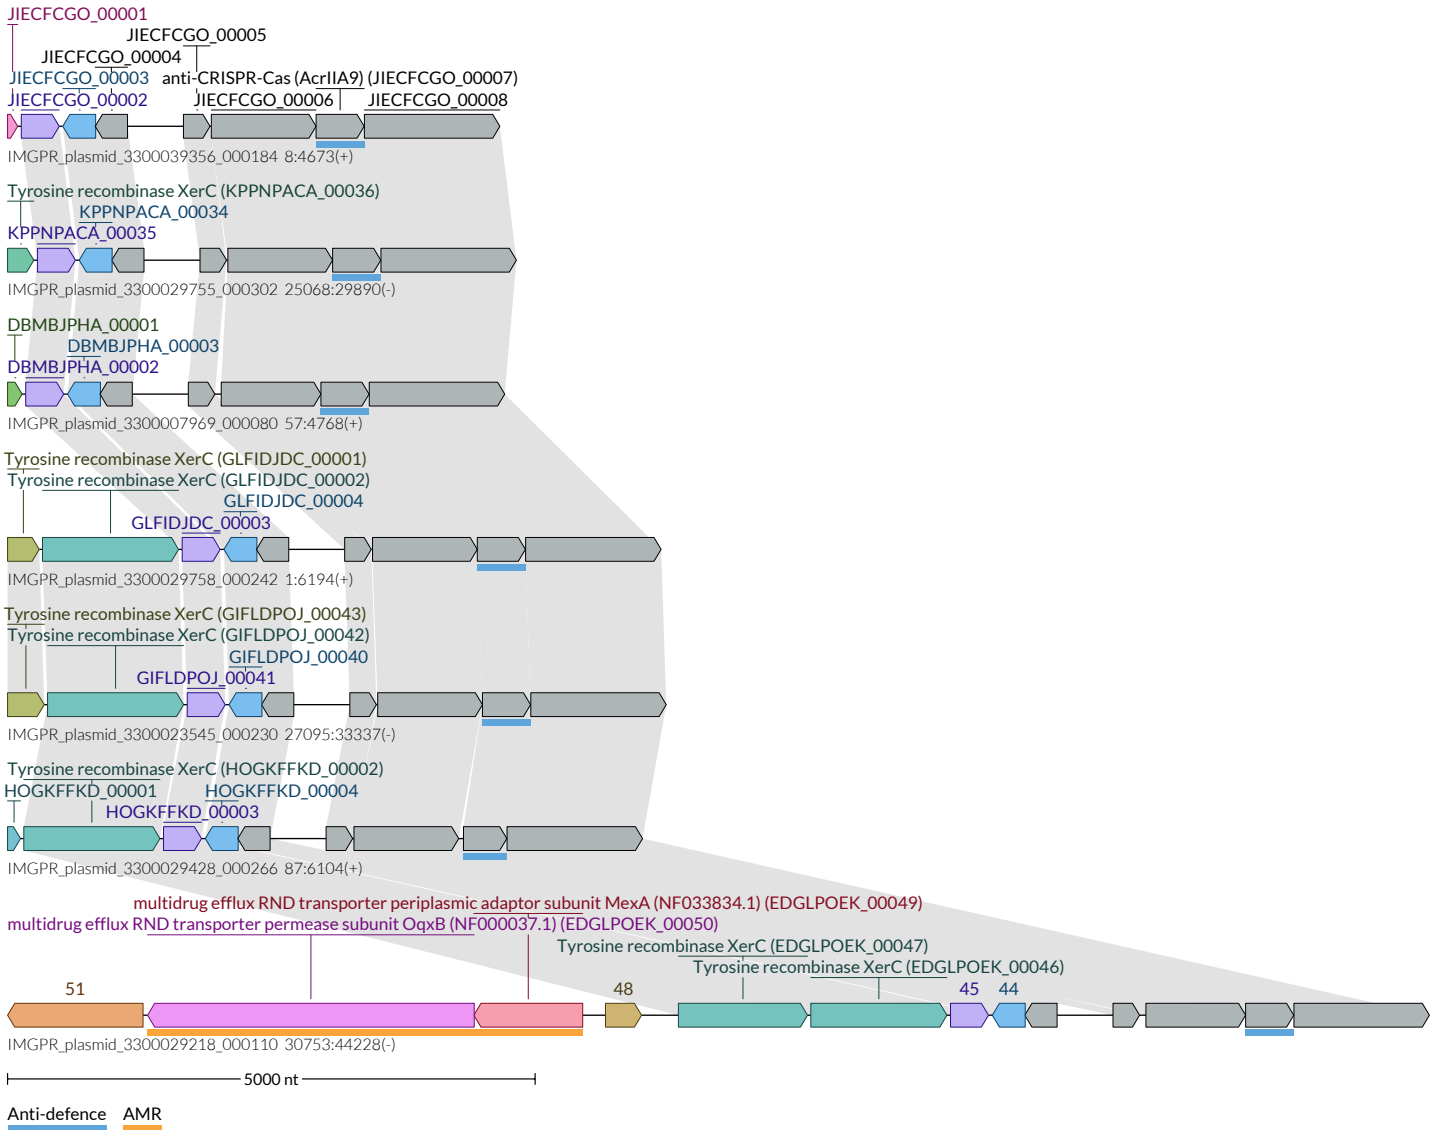 JIECFCGO_00001
JIECFCGO_00005
JIECFCGO_00004
JIECFCGO_00003 anti-CRISPR-Cas (AcrIIA9) (JIECFCGO_00007)
JIECFCGO_00002 JIECFCGO_00006 JIECFCGO_00008
IMGPR_plasmid_3300039356_000184 8:4673(+)
Tyrosine recombinase XerC (KPPNPACA_00036)
KPPNPACA_00034
KPPNPACA_00035
IMGPR_plasmid_3300029755_000302 25068:29890(-)
DBMBJPHA_00001
DBMBJPHA_00003
DBMBJPHA_00002
IMGPR_plasmid_3300007969_000080 57:4768(+)
Tyrosine recombinase XerC (GLFIDJDC_00001)
Tyrosine recombinase XerC (GLFIDJDC_00002)
GLFIDJDC_00004
GLFIDJDC_00003
IMGPR_plasmid_3300029758_000242 1:6194(+)
Tyrosine recombinase XerC (GIFLDPOJ_00043)
Tyrosine recombinase XerC (GIFLDPOJ_00042)
GIFLDPOJ_00040
GIFLDPOJ_00041
IMGPR_plasmid_3300023545_000230 27095:33337(-)
Tyrosine recombinase XerC (HOGKFFKD_00002)
HOGKFFKD_00001 HOGKFFKD_00004
HOGKFFKD_00003
IMGPR_plasmid_3300029428_000266 87:6104(+)
multidrug efflux RND transporter periplasmic adaptor subunit MexA (NF033834.1) (EDGLPOEK_00049)
multidrug efflux RND transporter permease subunit OqxB (NF000037.1) (EDGLPOEK_00050)
Tyrosine recombinase XerC (EDGLPOEK_00047)
Tyrosine recombinase XerC (EDGLPOEK_00046)
51 48 45 44
IMGPR_plasmid_3300029218_000110 30753:44228(-)
5000 nt
Anti-defence AMR